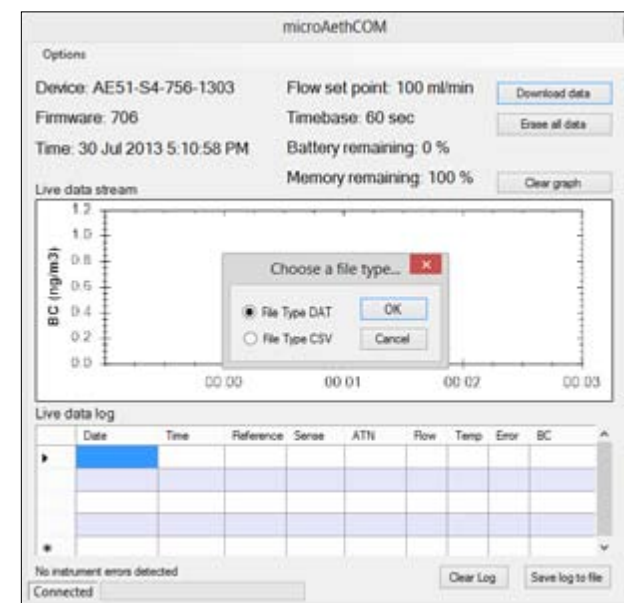 microAethCOM
Options
Device: AE51-S4-756-1303
Flow set point: 100 ml/min
Download data
Firmware: 706
Timebase: 60 sec
Erase all data
Time: 30 Jul 2013 5:10:58 PM
Battery remaining: 0 %
Memory remaining: 100 %
Clear graph
Live data stream
BC (ng/m3)
1.2
1.0
0.8
0.6
0.4
0.2
0.0
00:00 00:01 00:02 00:03
Choose a file type...
File Type DAT
OK
File Type CSV
Cancel
Live data log
Date Time Reference Sense ATN Flow Temp Error BC
No instrument errors detected
Clear Log
Save log to file
Connected